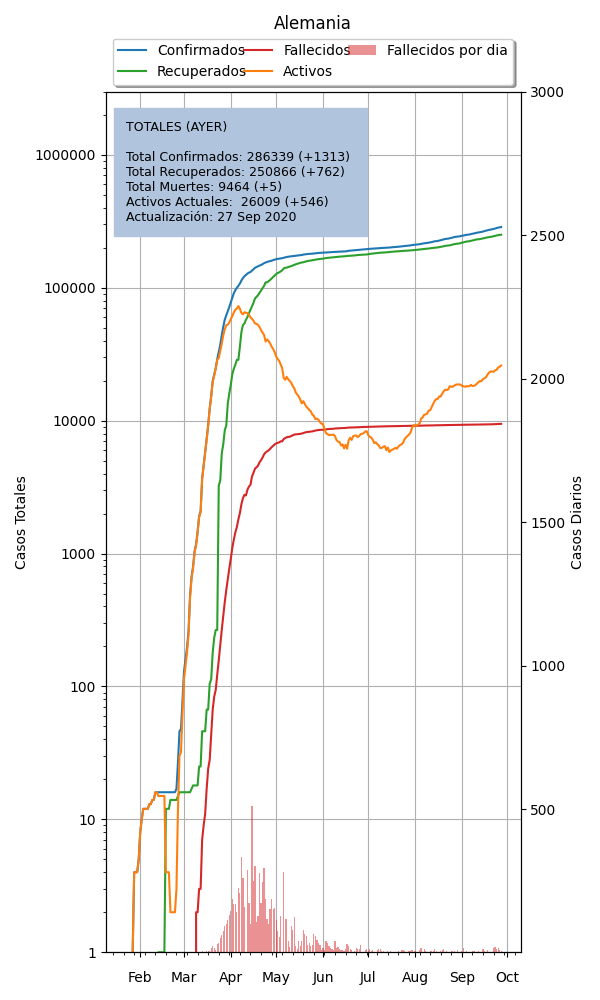 Alemania
Confirmados
Recuperados
Fallecidos
Activos
Fallecidos por dia
TOTALES (AYER)
Total Confirmados: 286339 (+1313)
Total Recuperados: 250866 (+762)
Total Muertes: 9464 (+5)
Activos Actuales:  26009 (+546)
Actualización: 27 Sep 2020
Casos Totales
1000000
100000
10000
1000
100
10
1
3000
2500
2000
1500
1000
500
Casos Diarios
Feb Mar Apr May Jun Jul Aug Sep Oct